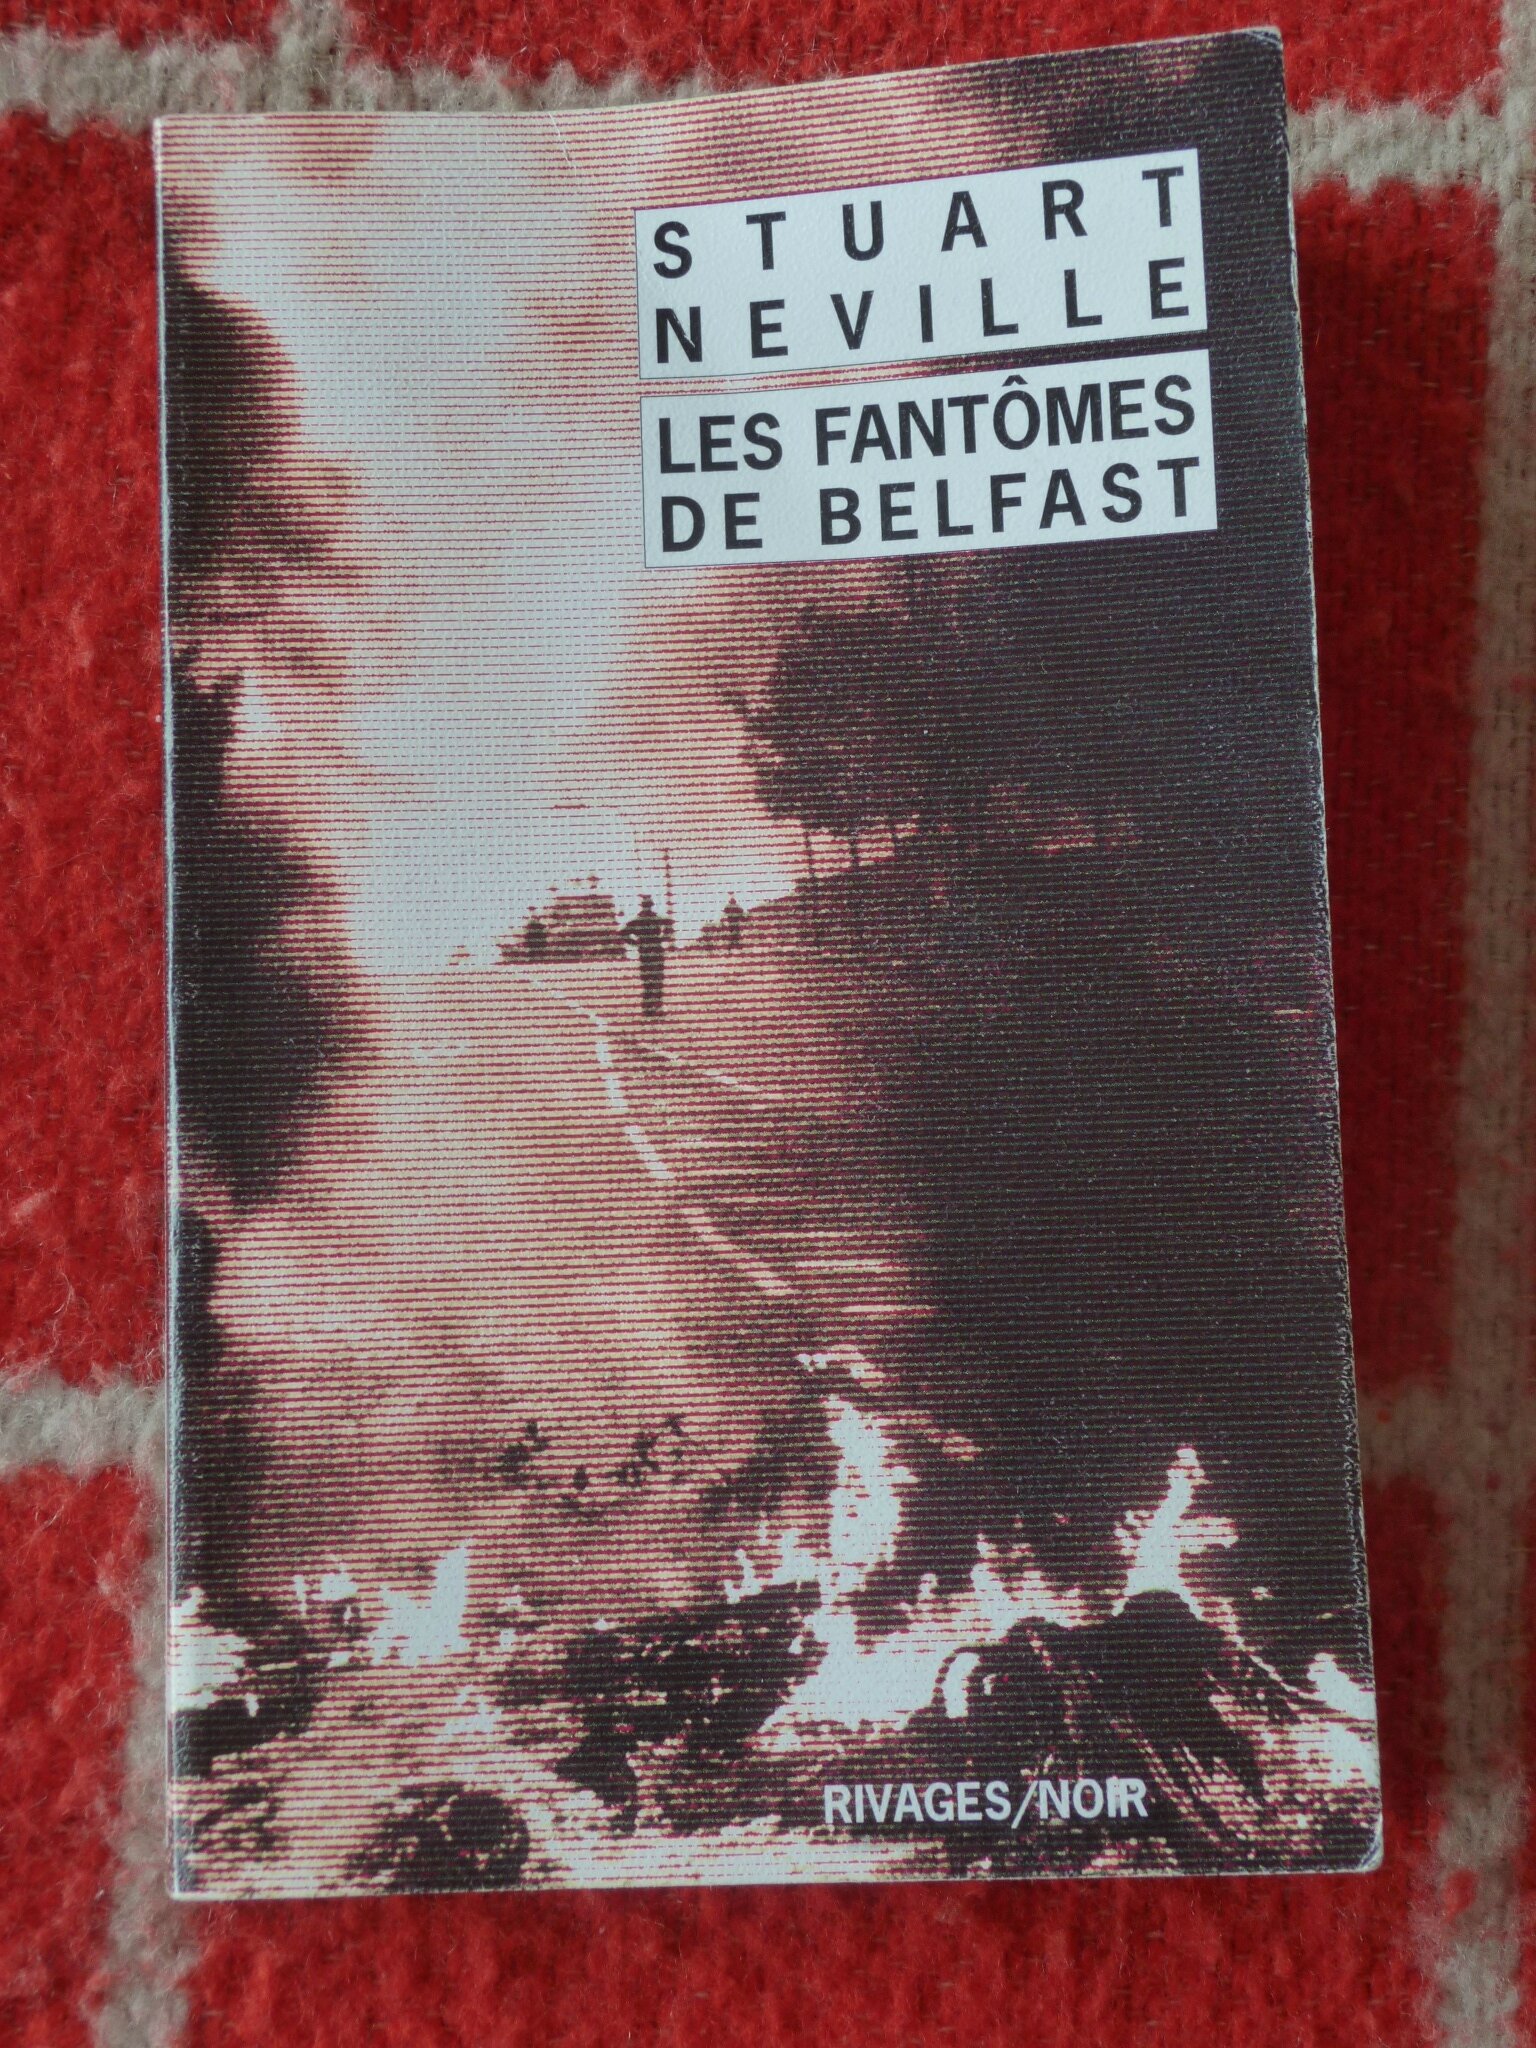 STUART
NEVILLE
LES FANTÔMES
DE BELFAST
RIVAGES/NOIR